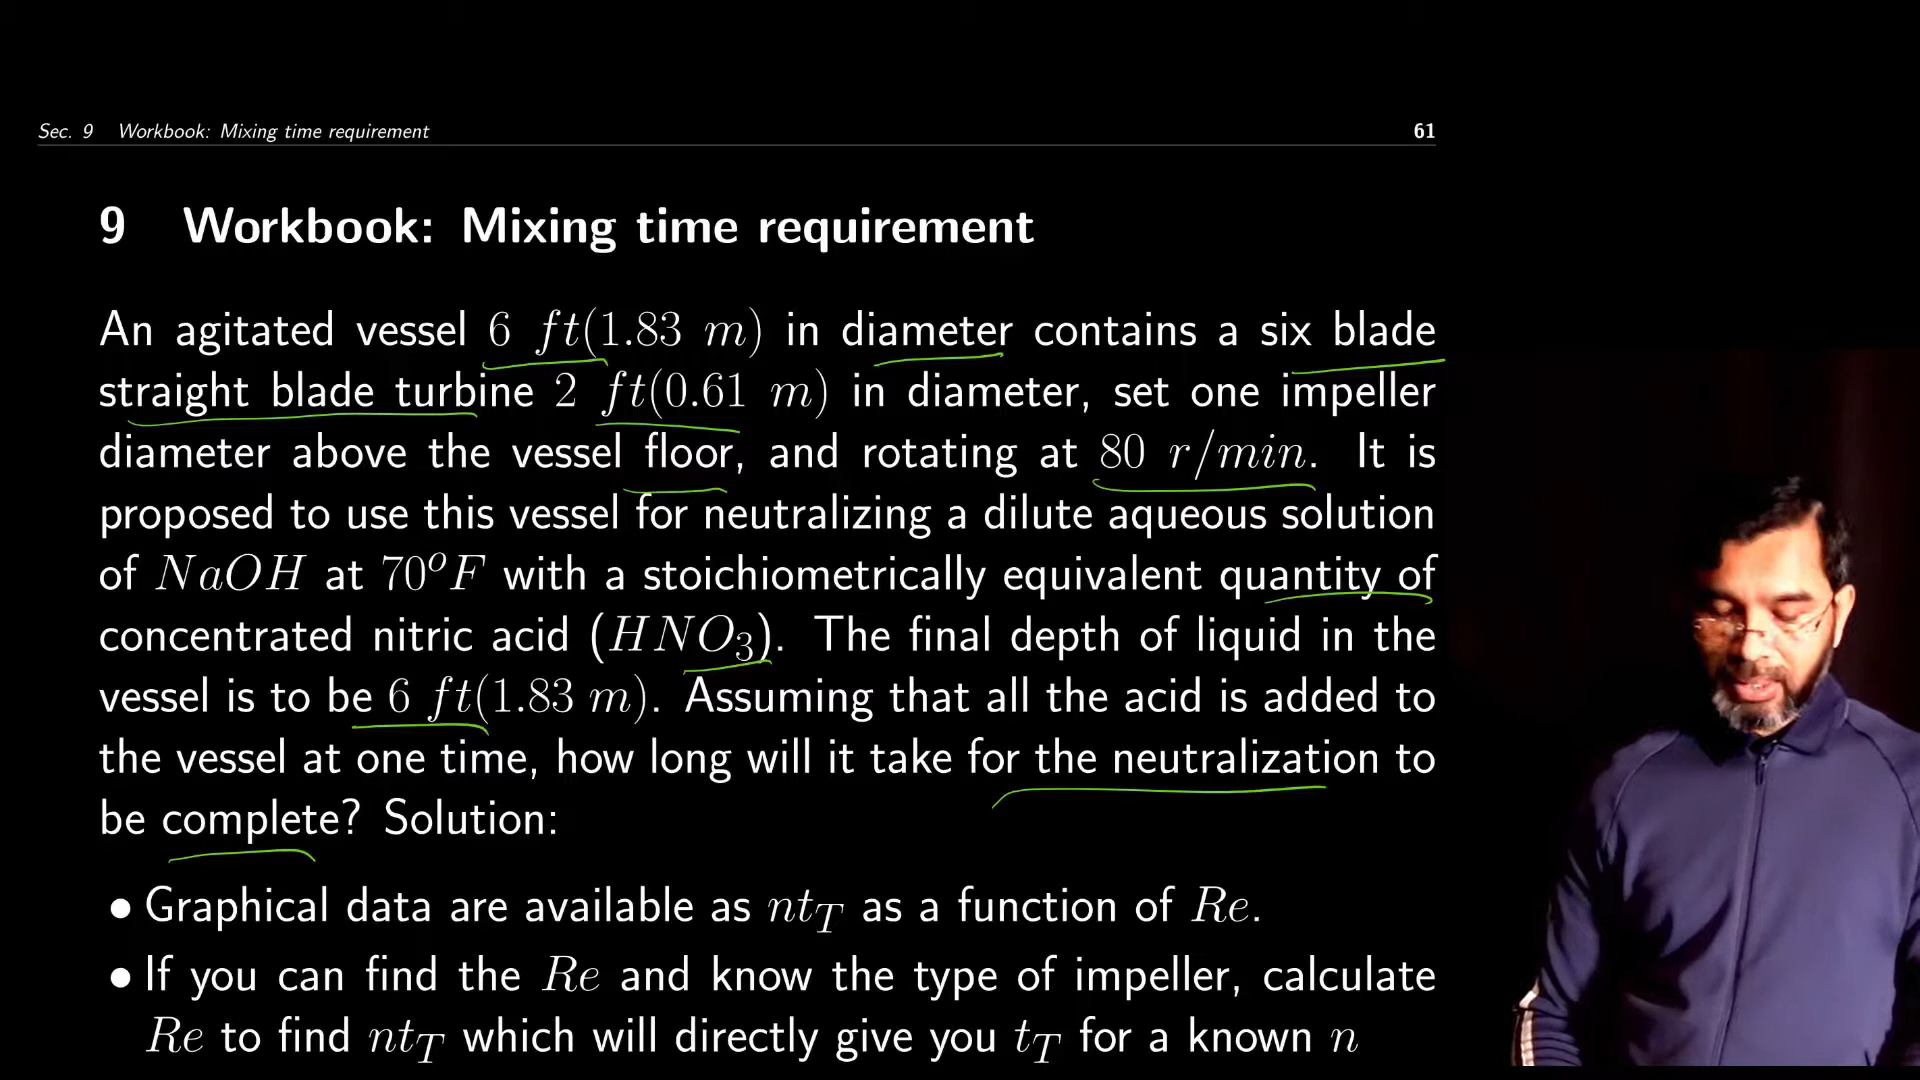 Sec. 9 Workbook: Mixing time requirement 61
9 Workbook: Mixing time requirement
An agitated vessel 6 ft(1.83 m) in diameter contains a six blade
straight blade turbine 2 ft(0.61 m) in diameter, set one impeller
diameter above the vessel floor, and rotating at 80 r/min. It is
proposed to use this vessel for neutralizing a dilute aqueous solution
of NaOH at 70°F with a stoichiometrically equivalent quantity of
concentrated nitric acid (HNO₃). The final depth of liquid in the
vessel is to be 6 ft(1.83 m). Assuming that all the acid is added to
the vessel at one time, how long will it take for the neutralization to
be complete? Solution:
• Graphical data are available as nt_T as a function of Re.
• If you can find the Re and know the type of impeller, calculate
Re to find nt_T which will directly give you t_T for a known n